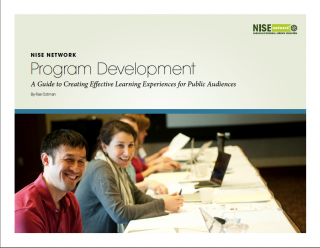 NISE
NETWORK
NISE NETWORK
Program Development
A Guide to Creating Effective Learning Experiences for Public Audiences